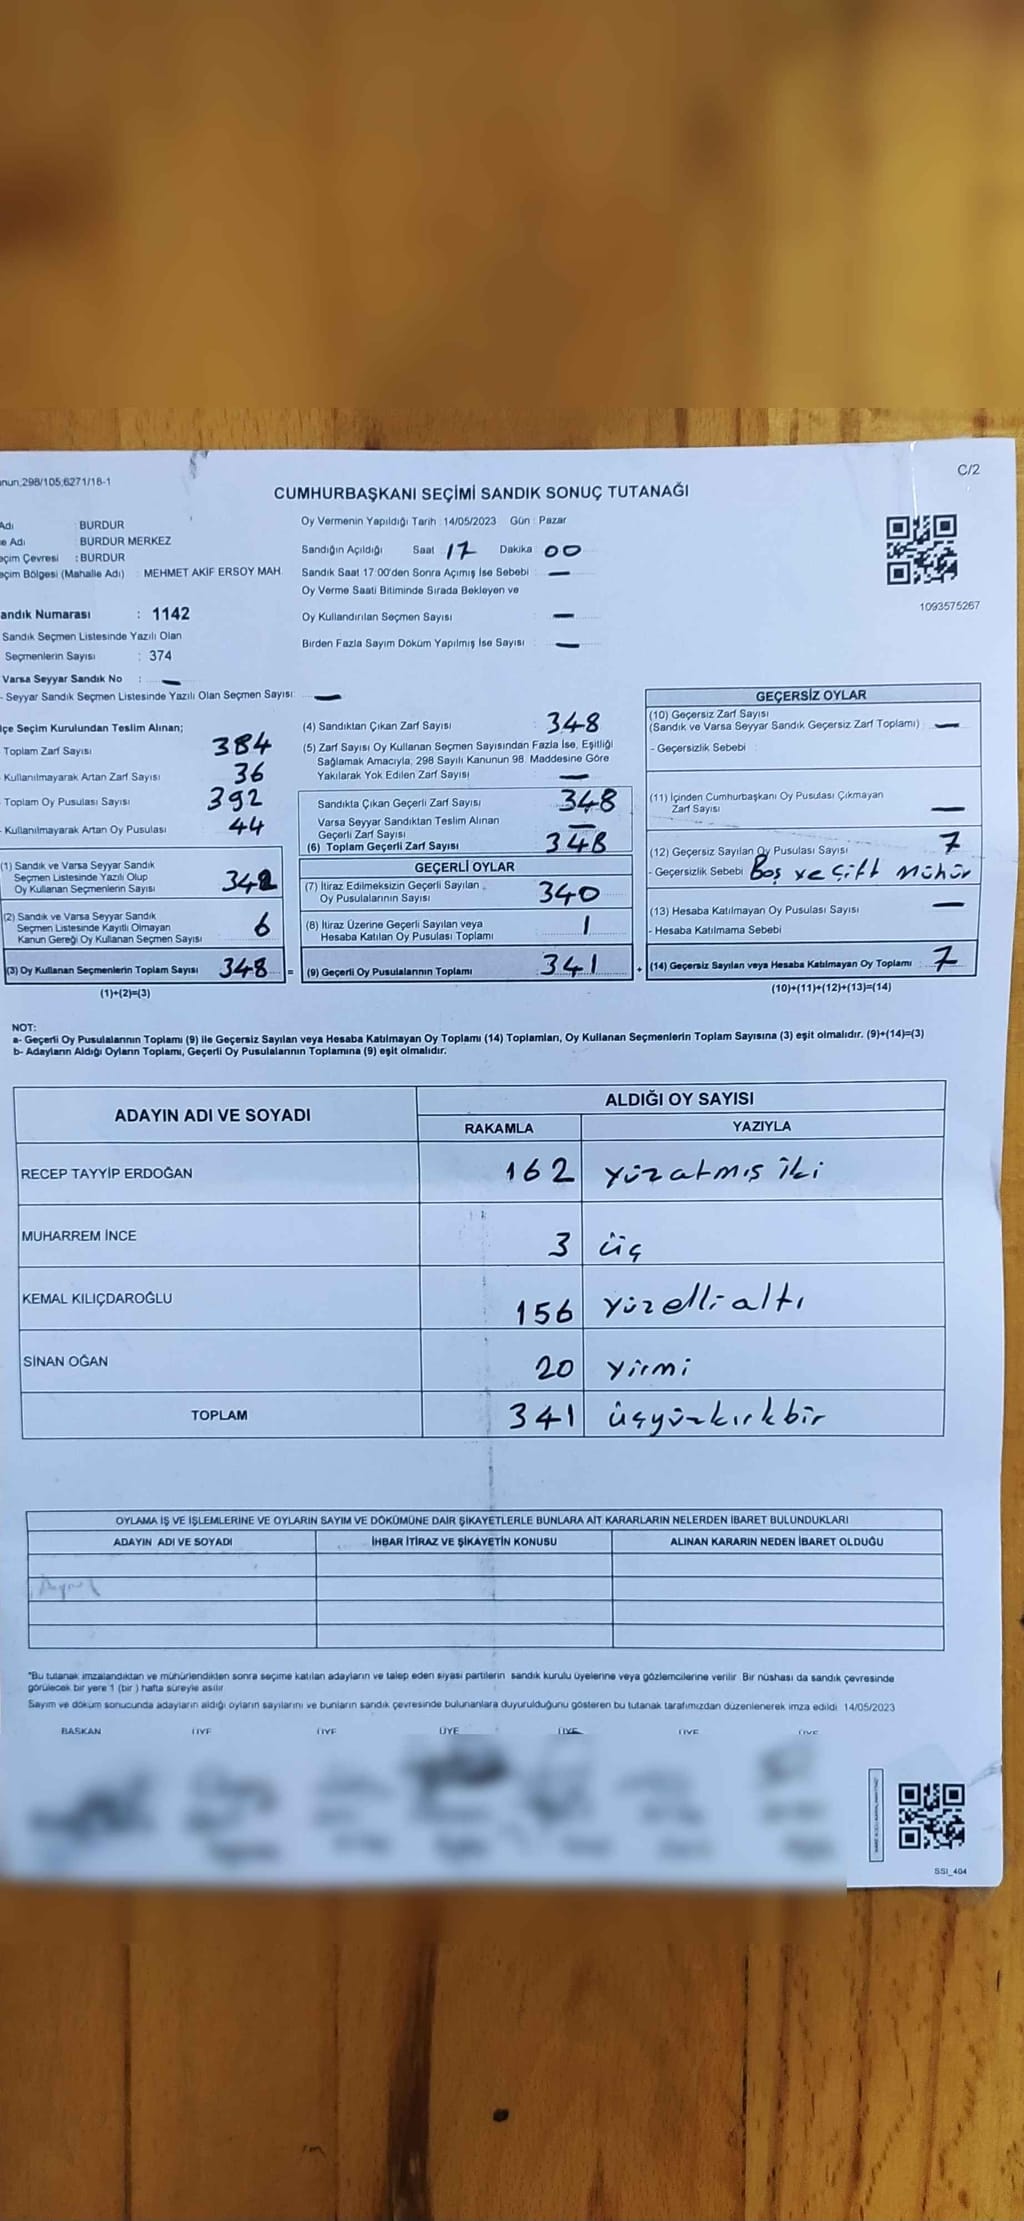 nun;298/105;6271/18-1
C/2
CUMHURBAŞKANI SEÇİMİ SANDIK SONUÇ TUTANAĞI
Adı : BURDUR
e Adı : BURDUR MERKEZ
eçim Çevresi : BURDUR
eçim Bölgesi (Mahalle Adı) : MEHMET AKİF ERSOY MAH.
andık Numarası : 1142
Sandık Seçmen Listesinde Yazılı Olan
Seçmenlerin Sayısı : 374
Varsa Seyyar Sandık No : —
- Seyyar Sandık Seçmen Listesinde Yazılı Olan Seçmen Sayısı: —
Oy Vermenin Yapıldığı Tarih : 14/05/2023 Gün : Pazar
Sandığın Açıldığı Saat 17 Dakika 00
Sandık Saat 17:00'den Sonra Açımış İse Sebebi : —
Oy Verme Saati Bitiminde Sırada Bekleyen ve
Oy Kullandırılan Seçmen Sayısı : —
Birden Fazla Sayım Döküm Yapılmış İse Sayısı : —
1093575267
lçe Seçim Kurulundan Teslim Alınan;
Toplam Zarf Sayısı 384
- Kullanılmayarak Artan Zarf Sayısı 36
Toplam Oy Pusulası Sayısı 392
- Kullanılmayarak Artan Oy Pusulası 44
(1) Sandık ve Varsa Seyyar Sandık
Seçmen Listesinde Yazılı Olup
Oy Kullanan Seçmenlerin Sayısı 342
(2) Sandık ve Varsa Seyyar Sandık
Seçmen Listesinde Kayıtlı Olmayan
Kanun Gereği Oy Kullanan Seçmen Sayısı 6
(3) Oy Kullanan Seçmenlerin Toplam Sayısı 348 =
(1)+(2)=(3)
(4) Sandıktan Çıkan Zarf Sayısı : 348
(5) Zarf Sayısı Oy Kullanan Seçmen Sayısından Fazla İse, Eşitliği
Sağlamak Amacıyla, 298 Sayılı Kanunun 98. Maddesine Göre
Yakılarak Yok Edilen Zarf Sayısı —
Sandıkta Çıkan Geçerli Zarf Sayısı 348
Varsa Seyyar Sandıktan Teslim Alınan
Geçerli Zarf Sayısı —
(6) Toplam Geçerli Zarf Sayısı 348
GEÇERLİ OYLAR
(7) İtiraz Edilmeksizin Geçerli Sayılan
Oy Pusulalarının Sayısı 340
(8) İtiraz Üzerine Geçerli Sayılan veya
Hesaba Katılan Oy Pusulası Toplamı 1
(9) Geçerli Oy Pusulalarının Toplamı 341 +
GEÇERSİZ OYLAR
(10) Geçersiz Zarf Sayısı
(Sandık ve Varsa Seyyar Sandık Geçersiz Zarf Toplamı) : —
- Geçersizlik Sebebi :
(11) İçinden Cumhurbaşkanı Oy Pusulası Çıkmayan
Zarf Sayısı —
(12) Geçersiz Sayılan Oy Pusulası Sayısı 7
- Geçersizlik Sebebi Boş ve Çift Mühür
(13) Hesaba Katılmayan Oy Pusulası Sayısı —
- Hesaba Katılmama Sebebi
(14) Geçersiz Sayılan veya Hesaba Katılmayan Oy Toplamı : 7
(10)+(11)+(12)+(13)=(14)
NOT:
a- Geçerli Oy Pusulalarının Toplamı (9) ile Geçersiz Sayılan veya Hesaba Katılmayan Oy Toplamı (14) Toplamları, Oy Kullanan Seçmenlerin Toplam Sayısına (3) eşit olmalıdır. (9)+(14)=(3)
b- Adayların Aldığı Oyların Toplamı, Geçerli Oy Pusulalarının Toplamına (9) eşit olmalıdır.
ADAYIN ADI VE SOYADI
ALDIĞI OY SAYISI
RAKAMLA YAZIYLA
RECEP TAYYİP ERDOĞAN 162 yüzatmış iki
MUHARREM İNCE 3 üç
KEMAL KILIÇDAROĞLU 156 yüzelli altı
SİNAN OĞAN 20 yirmi
TOPLAM 341 üçyüzkırkbir
OYLAMA İŞ VE İŞLEMLERİNE VE OYLARIN SAYIM VE DÖKÜMÜNE DAİR ŞİKAYETLERLE BUNLARA AİT KARARLARIN NELERDEN İBARET BULUNDUKLARI
ADAYIN ADI VE SOYADI İHBAR İTİRAZ VE ŞİKAYETİN KONUSU ALINAN KARARIN NEDEN İBARET OLDUĞU
*Bu tutanak imzalandıktan ve mühürlendikten sonra seçime katılan adayların ve talep eden siyasi partilerin sandık kurulu üyelerine veya gözlemcilerine verilir. Bir nüshası da sandık çevresinde
görülecek bir yere 1 (bir ) hafta süreyle asılır
Sayım ve döküm sonucunda adayların aldığı oyların sayılarını ve bunların sandık çevresinde bulunanlara duyurulduğunu gösteren bu tutanak tarafımızdan düzenlenerek imza edildi. 14/05/2023
BAŞKAN ÜYE ÜYE ÜYE ÜYE ÜYE ÜYE
SSI_404